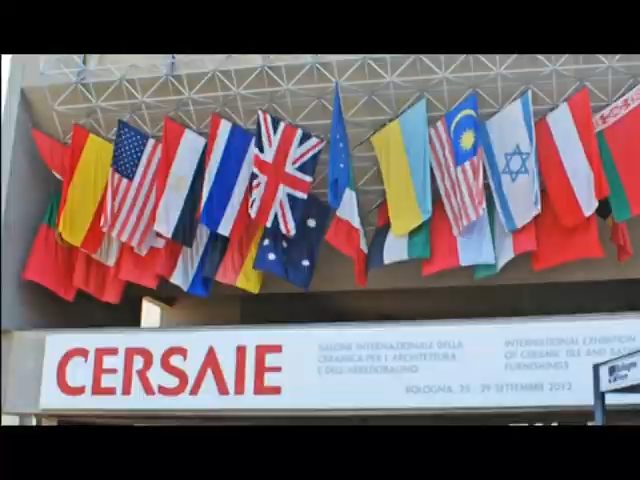 CERSAIE
SALONE INTERNAZIONALE DELLA
CERAMICA PER L'ARCHITETTURA
E DELL'ARREDOBAGNO
INTERNATIONAL EXHIBITION
OF CERAMIC TILE AND
FURNISHINGS
BOLOGNA, 25 - 29 SETTEMBRE 2012